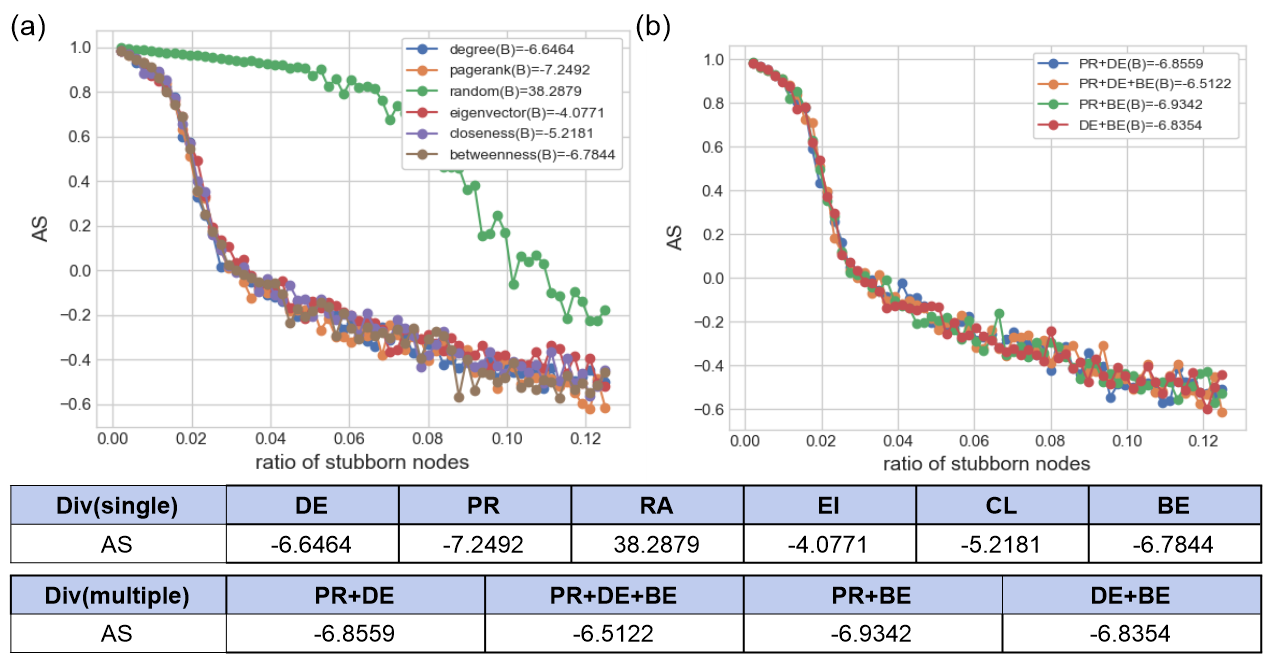 (a)
1.0
0.8
0.6
0.4
0.2
0.0
−0.2
−0.4
−0.6
AS
0.00 0.02 0.04 0.06 0.08 0.10 0.12
ratio of stubborn nodes
degree(B)=-6.6464
pagerank(B)=-7.2492
random(B)=38.2879
eigenvector(B)=-4.0771
closeness(B)=-5.2181
betweenness(B)=-6.7844
(b)
1.0
0.8
0.6
0.4
0.2
0.0
−0.2
−0.4
−0.6
AS
0.00 0.02 0.04 0.06 0.08 0.10 0.12
ratio of stubborn nodes
PR+DE(B)=-6.8559
PR+DE+BE(B)=-6.5122
PR+BE(B)=-6.9342
DE+BE(B)=-6.8354
Div(single) DE PR RA EI CL BE
AS -6.6464 -7.2492 38.2879 -4.0771 -5.2181 -6.7844
Div(multiple) PR+DE PR+DE+BE PR+BE DE+BE
AS -6.8559 -6.5122 -6.9342 -6.8354